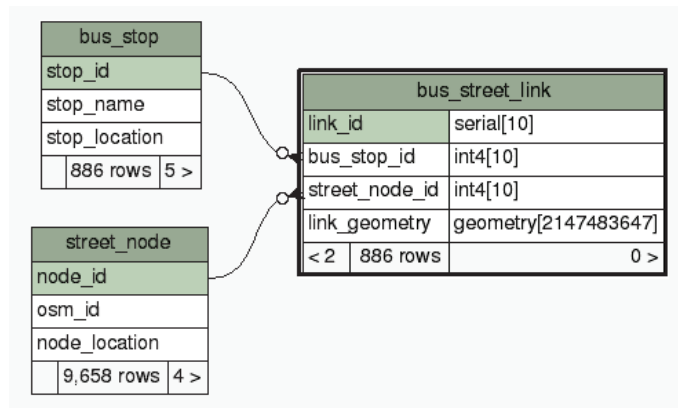 bus_stop
stop_id
stop_name
stop_location
886 rows 5 >
bus_street_link
link_id serial[10]
bus_stop_id int4[10]
street_node_id int4[10]
link_geometry geometry[2147483647]
< 2 886 rows 0 >
street_node
node_id
osm_id
node_location
9,658 rows 4 >